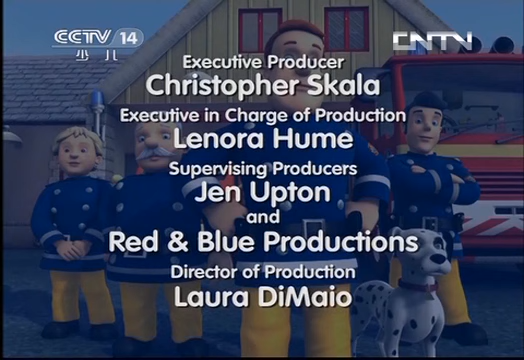 CCTV 14
少儿
CNTV
Executive Producer
Christopher Skala
Executive in Charge of Production
Lenora Hume
Supervising Producers
Jen Upton
and
Red & Blue Productions
Director of Production
Laura DiMaio